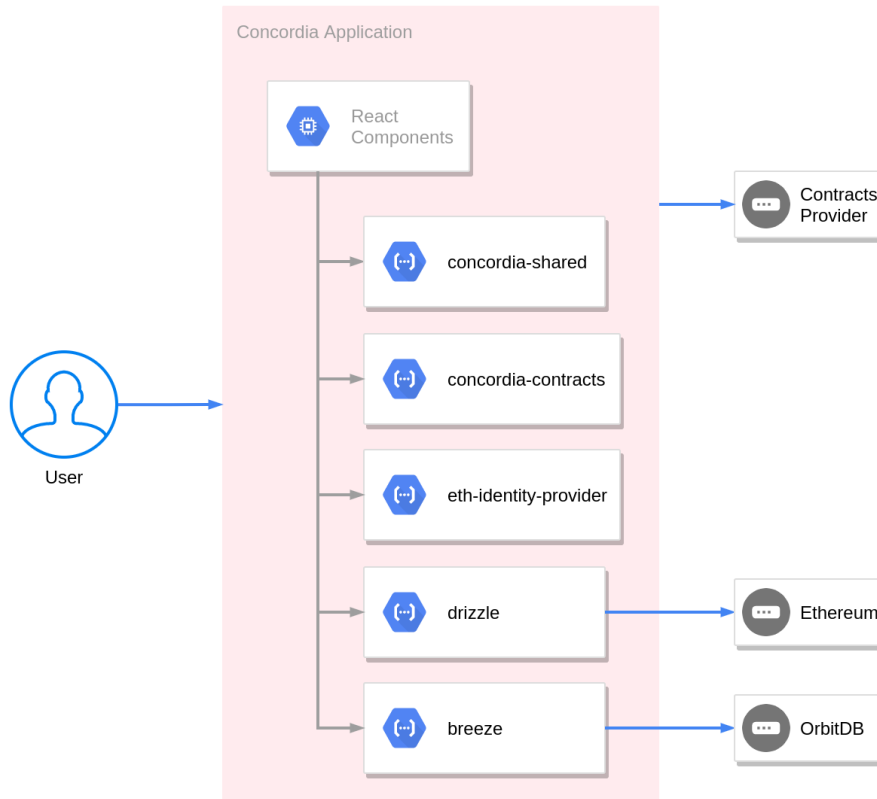 Concordia Application
React
Components
Contracts
Provider
concordia-shared
concordia-contracts
User
eth-identity-provider
drizzle
Ethereum
breeze
OrbitDB